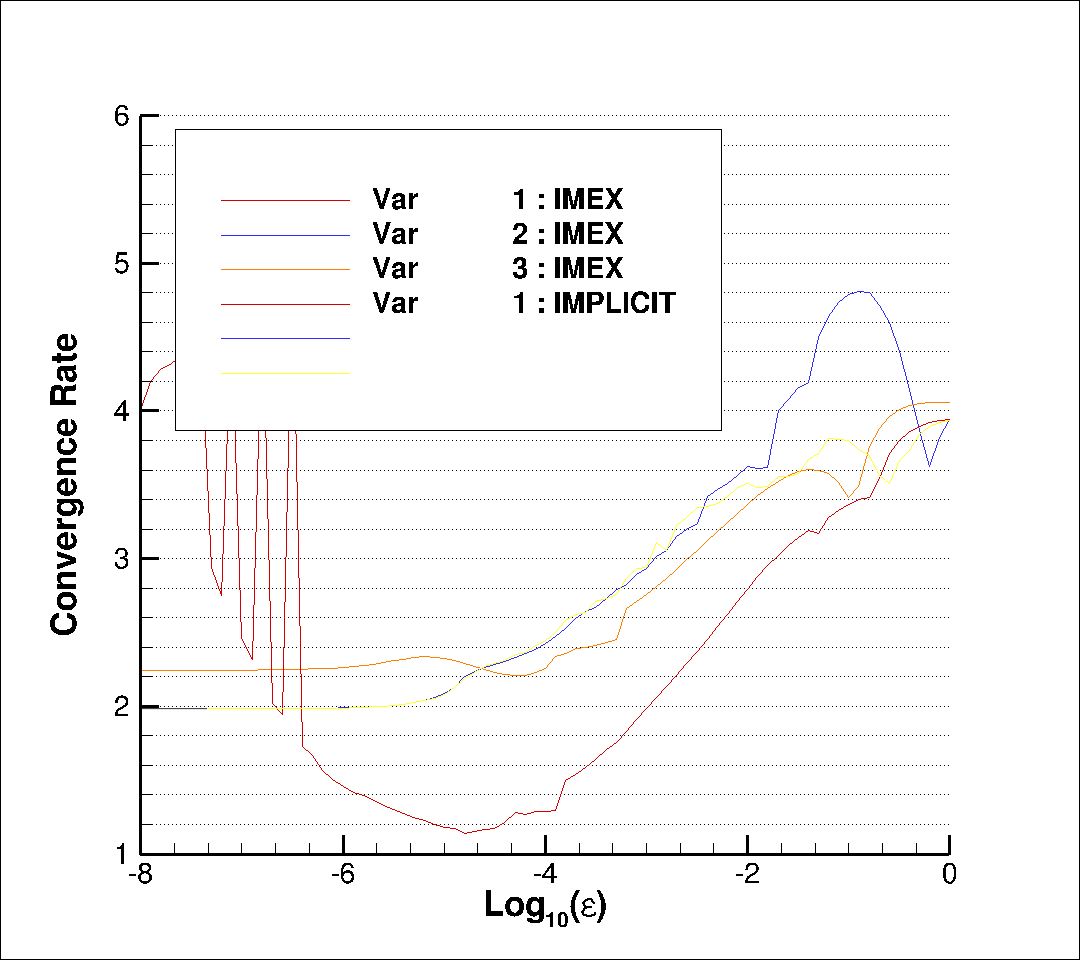 6
Var 1 : IMEX
Var 2 : IMEX
Var 3 : IMEX
Var 1 : IMPLICIT
5
4
3
2
1
Convergence Rate
-8 -6 -4 -2 0
Log10(ε)